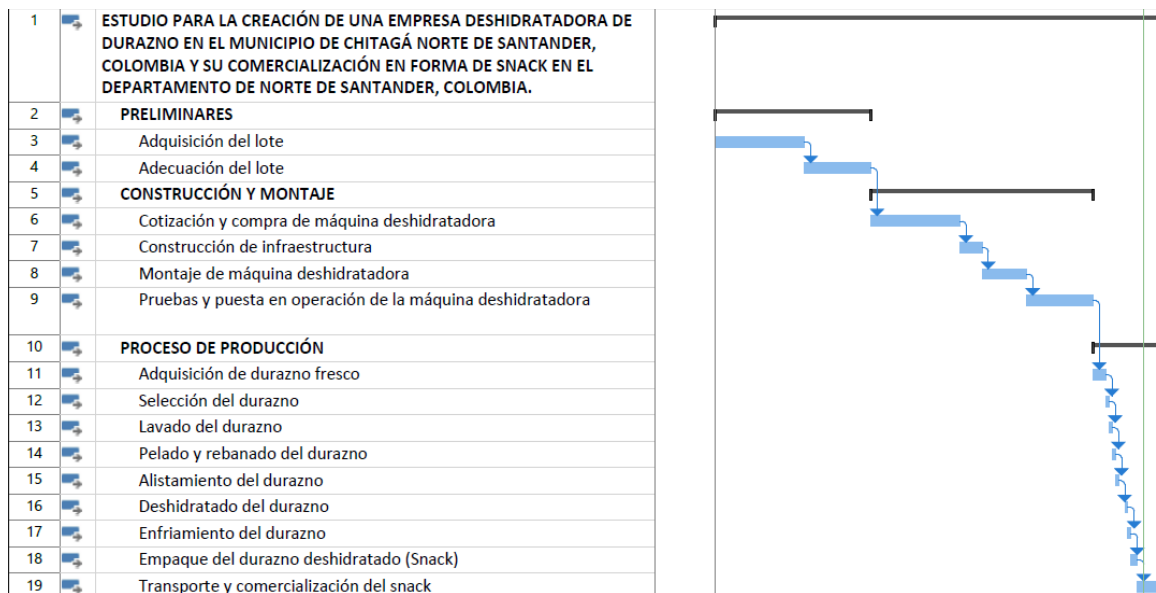 1 ESTUDIO PARA LA CREACIÓN DE UNA EMPRESA DESHIDRATADORA DE
DURAZNO EN EL MUNICIPIO DE CHITAGÁ NORTE DE SANTANDER,
COLOMBIA Y SU COMERCIALIZACIÓN EN FORMA DE SNACK EN EL
DEPARTAMENTO DE NORTE DE SANTANDER, COLOMBIA.
2 PRELIMINARES
3 Adquisición del lote
4 Adecuación del lote
5 CONSTRUCCIÓN Y MONTAJE
6 Cotización y compra de máquina deshidratadora
7 Construcción de infraestructura
8 Montaje de máquina deshidratadora
9 Pruebas y puesta en operación de la máquina deshidratadora
10 PROCESO DE PRODUCCIÓN
11 Adquisición de durazno fresco
12 Selección del durazno
13 Lavado del durazno
14 Pelado y rebanado del durazno
15 Alistamiento del durazno
16 Deshidratado del durazno
17 Enfriamiento del durazno
18 Empaque del durazno deshidratado (Snack)
19 Transporte y comercialización del snack